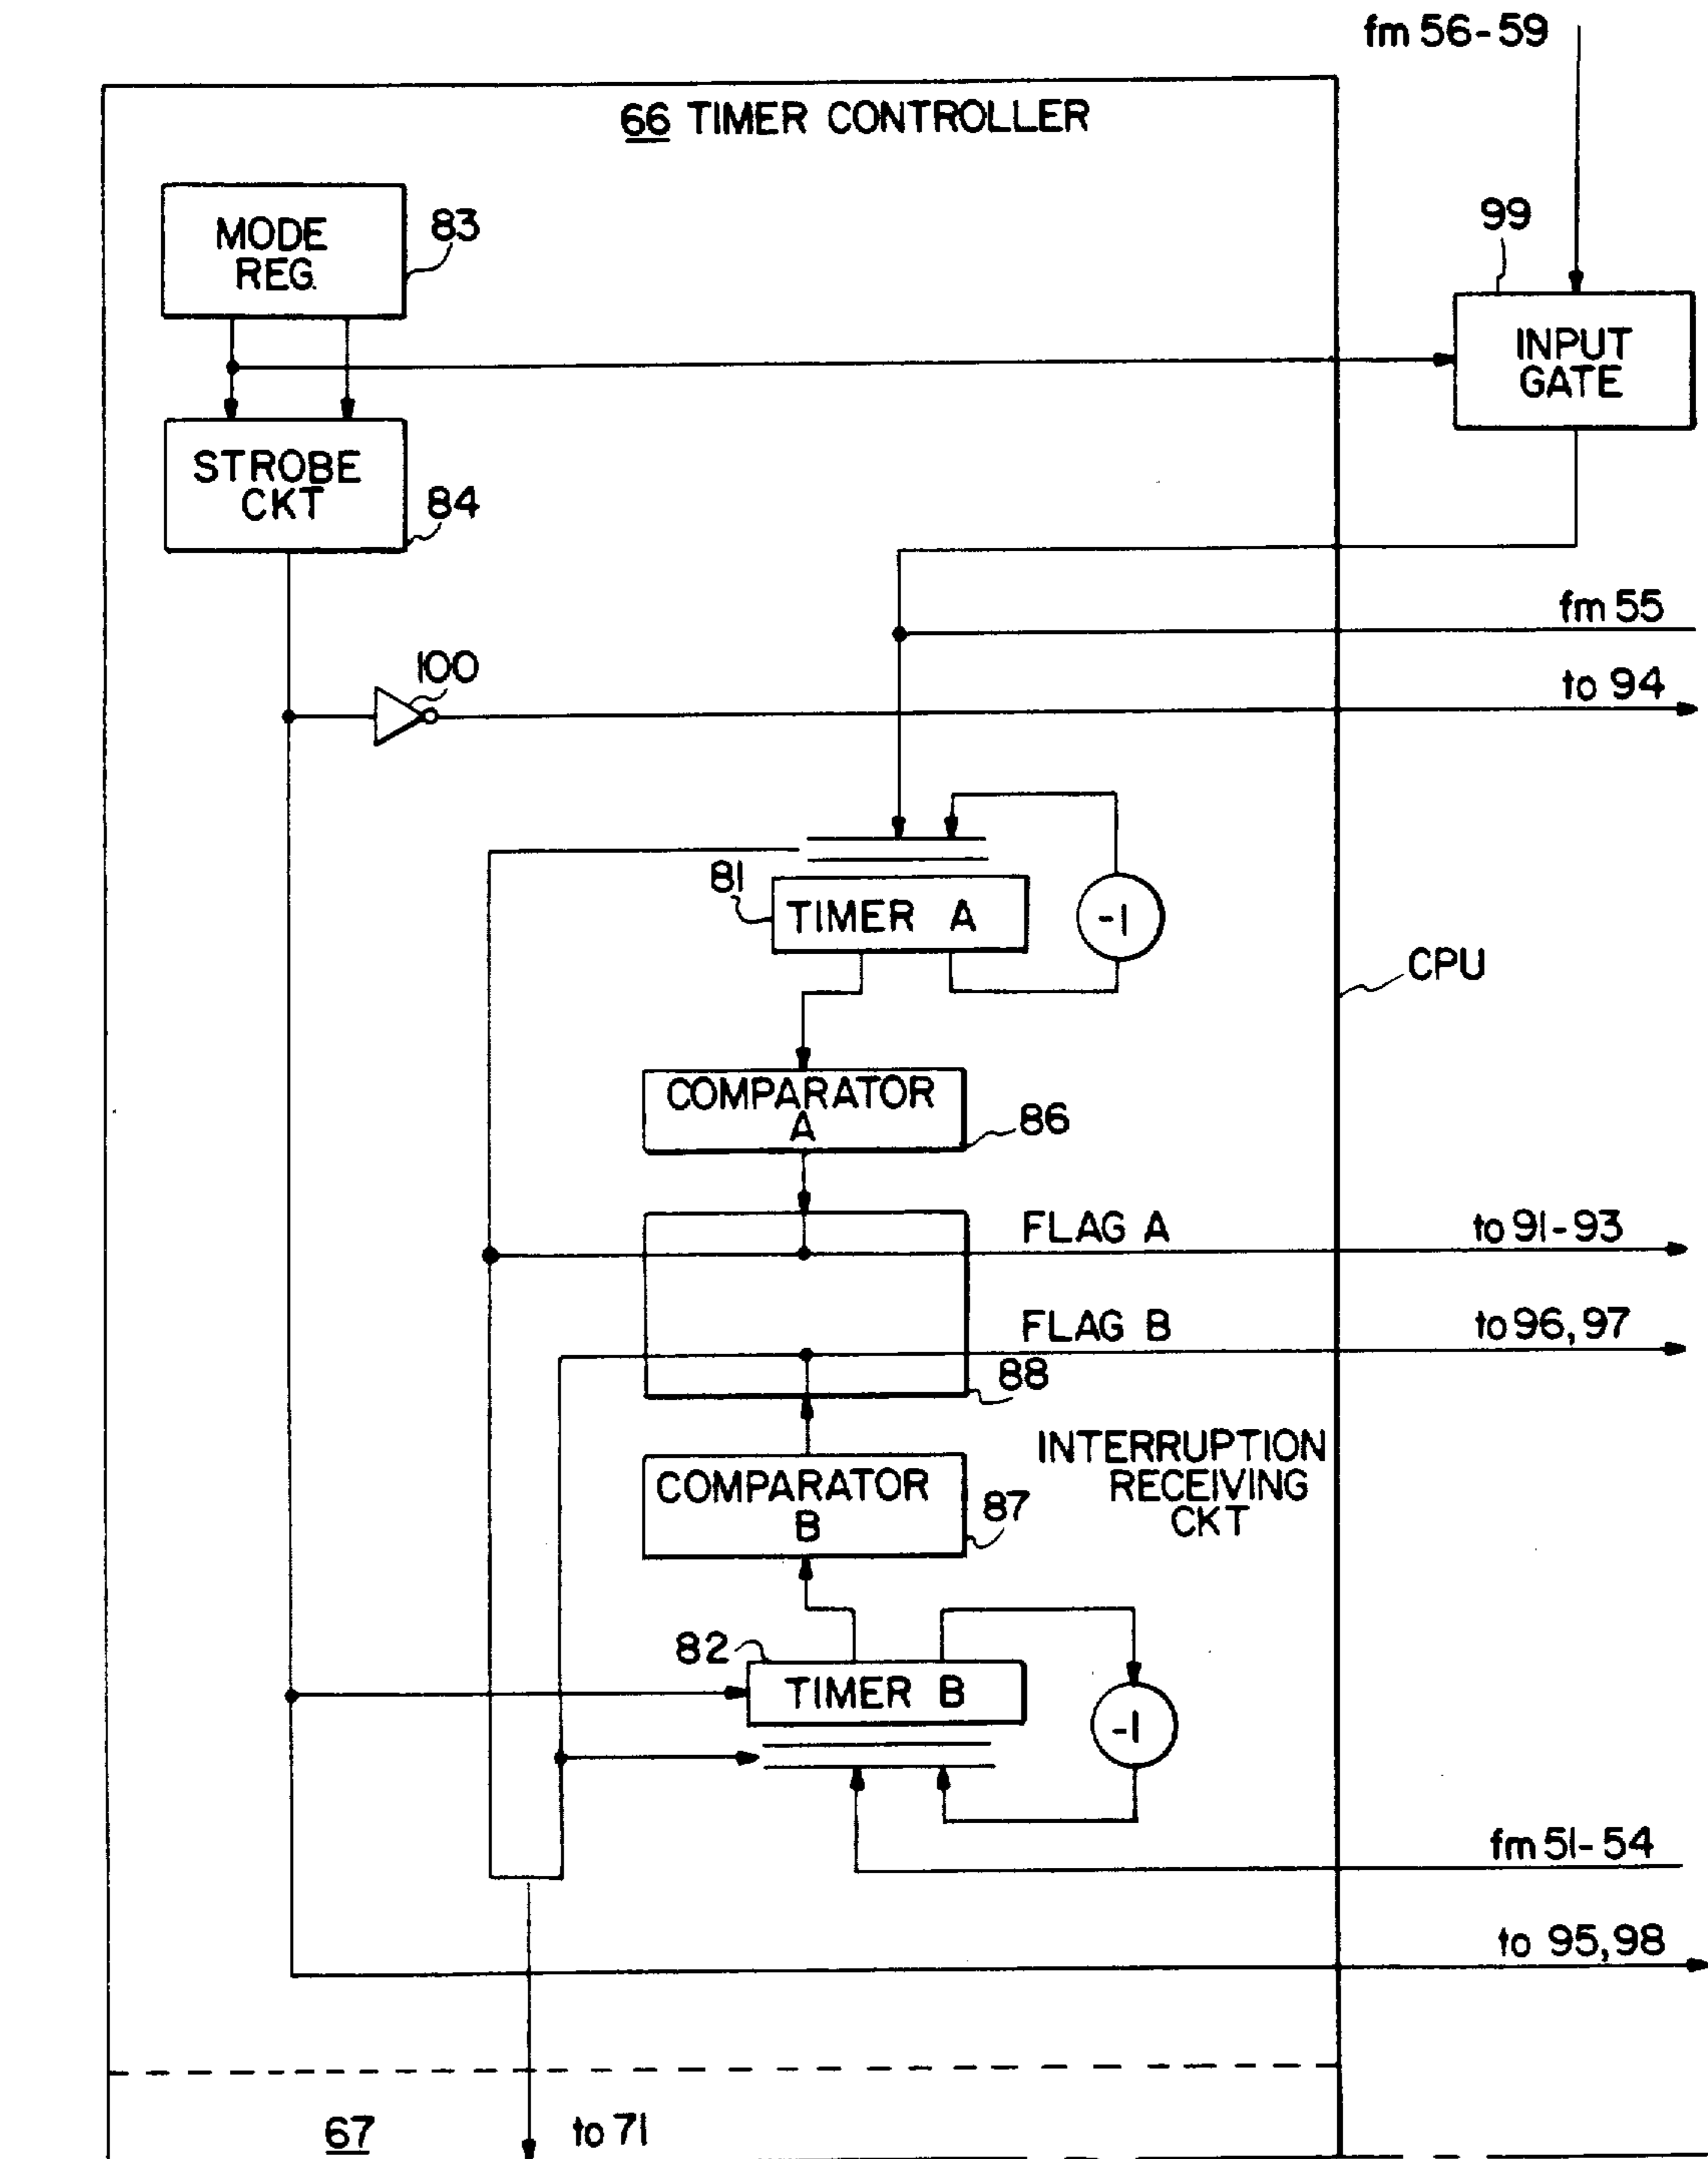 fm 56-59
66 TIMER CONTROLLER
MODE
REG.
83
99
INPUT
GATE
STROBE
CKT
84
fm 55
to 94
100
81
TIMER A
-1
CPU
COMPARATOR
A
86
FLAG A
to 91-93
FLAG B
to 96, 97
88
INTERRUPTION
RECEIVING
CKT
COMPARATOR
B
87
82
TIMER B
-1
fm 51-54
to 95, 98
67
to 71